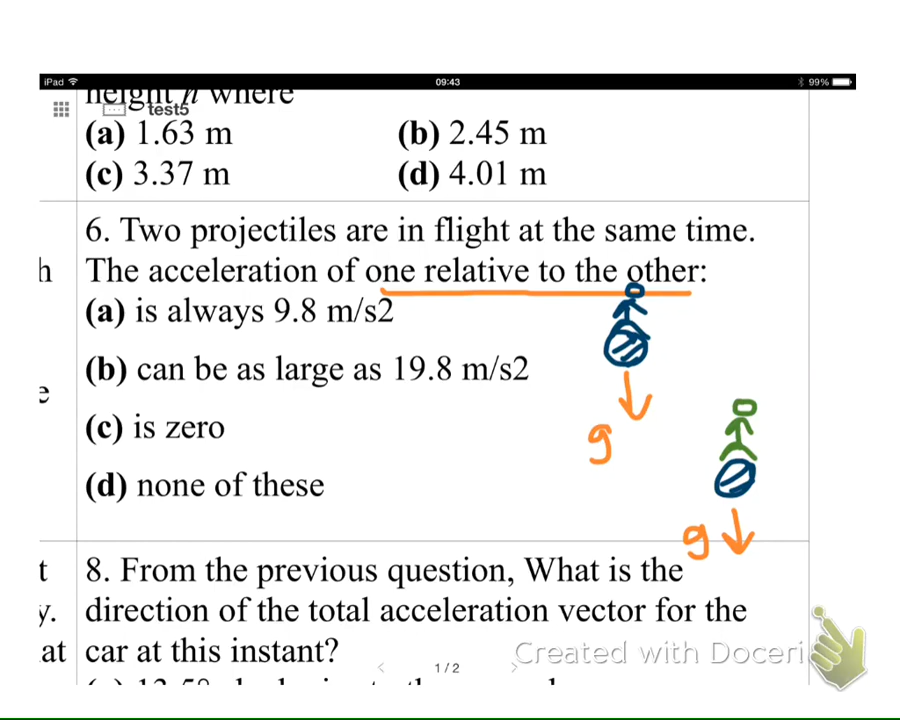 iPad 09:43 99%
height h where
test5
(a) 1.63 m (b) 2.45 m
(c) 3.37 m (d) 4.01 m
6. Two projectiles are in flight at the same time.
h The acceleration of one relative to the other:
(a) is always 9.8 m/s2
(b) can be as large as 19.8 m/s2
e
(c) is zero
g
(d) none of these
g
t 8. From the previous question, What is the
y. direction of the total acceleration vector for the
at car at this instant?
< 1/2 >
Created with Doceri